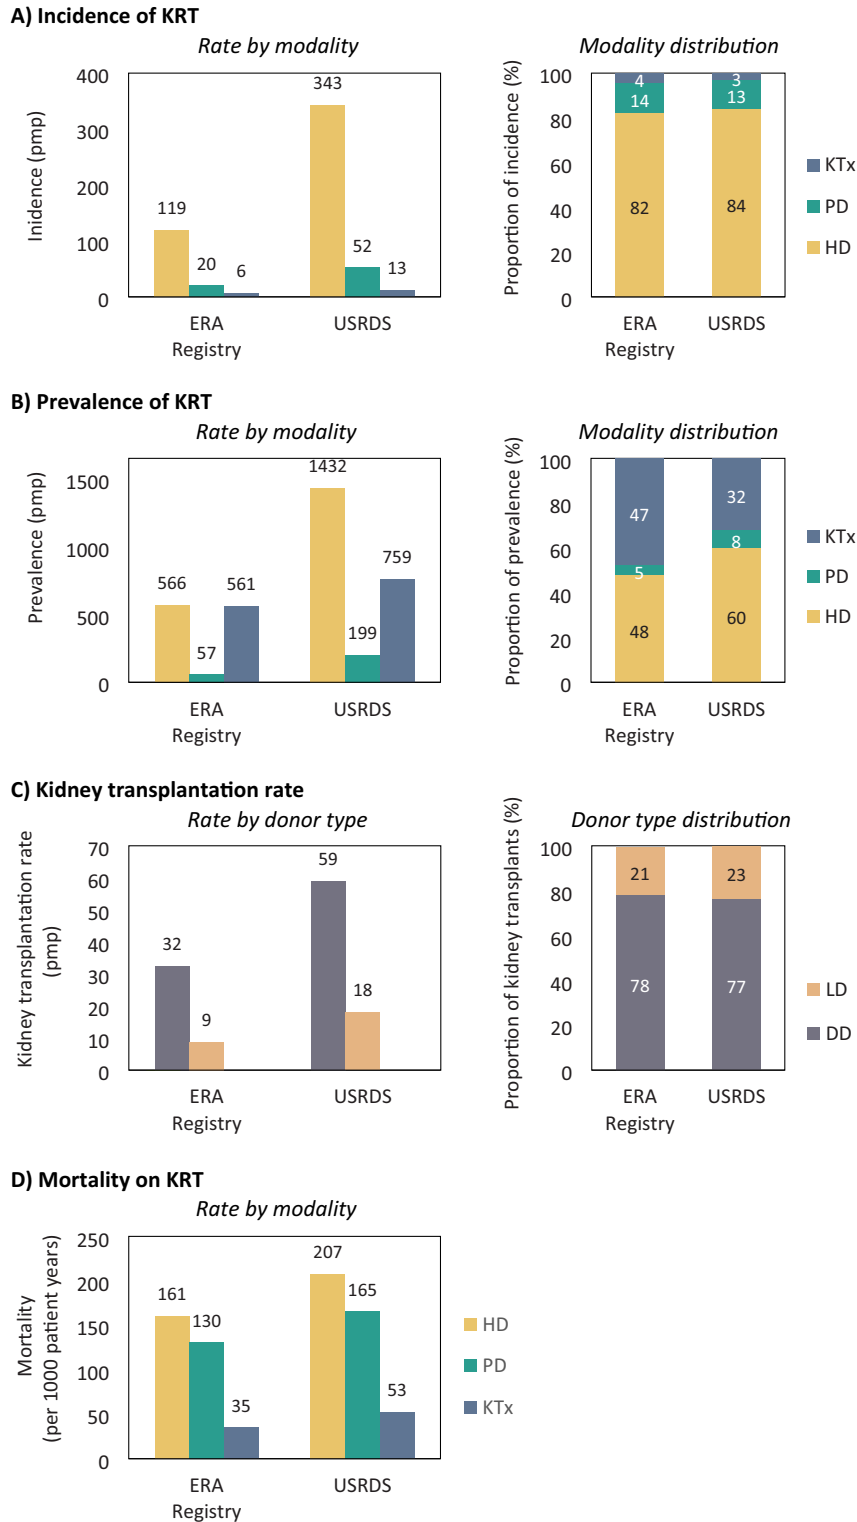 A) Incidence of KRT
Rate by modality
Inidence (pmp)
400
300
200
100
0
119
20
6
343
52
13
ERA
Registry
USRDS
Modality distribution
Proportion of incidence (%)
100
80
60
40
20
0
4
14
82
3
13
84
ERA
Registry
USRDS
KTx
PD
HD
B) Prevalence of KRT
Rate by modality
Prevalence (pmp)
1500
1000
500
0
566
57
561
1432
199
759
ERA
Registry
USRDS
Modality distribution
Proportion of prevalence (%)
100
80
60
40
20
0
47
5
48
32
8
60
ERA
Registry
USRDS
KTx
PD
HD
C) Kidney transplantation rate
Rate by donor type
Kidney transplantation rate
(pmp)
70
60
50
40
30
20
10
0
32
9
59
18
ERA
Registry
USRDS
Donor type distribution
Proportion of kidney transplants (%)
100
80
60
40
20
0
21
78
23
77
ERA
Registry
USRDS
LD
DD
D) Mortality on KRT
Rate by modality
Mortality
(per 1000 patient years)
250
200
150
100
50
0
161
130
35
207
165
53
ERA
Registry
USRDS
HD
PD
KTx